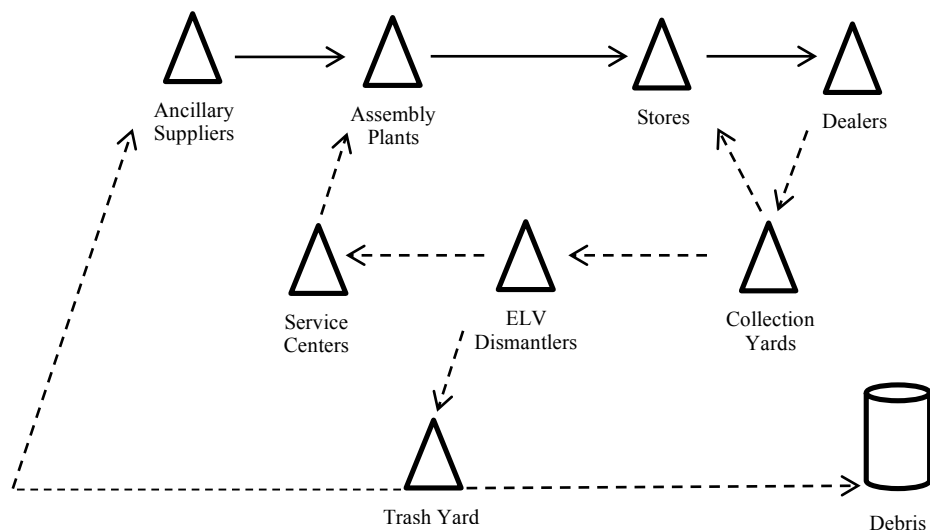 Ancillary
Suppliers
Assembly
Plants
Stores
Dealers
Service
Centers
ELV
Dismantlers
Collection
Yards
Trash Yard
Debris